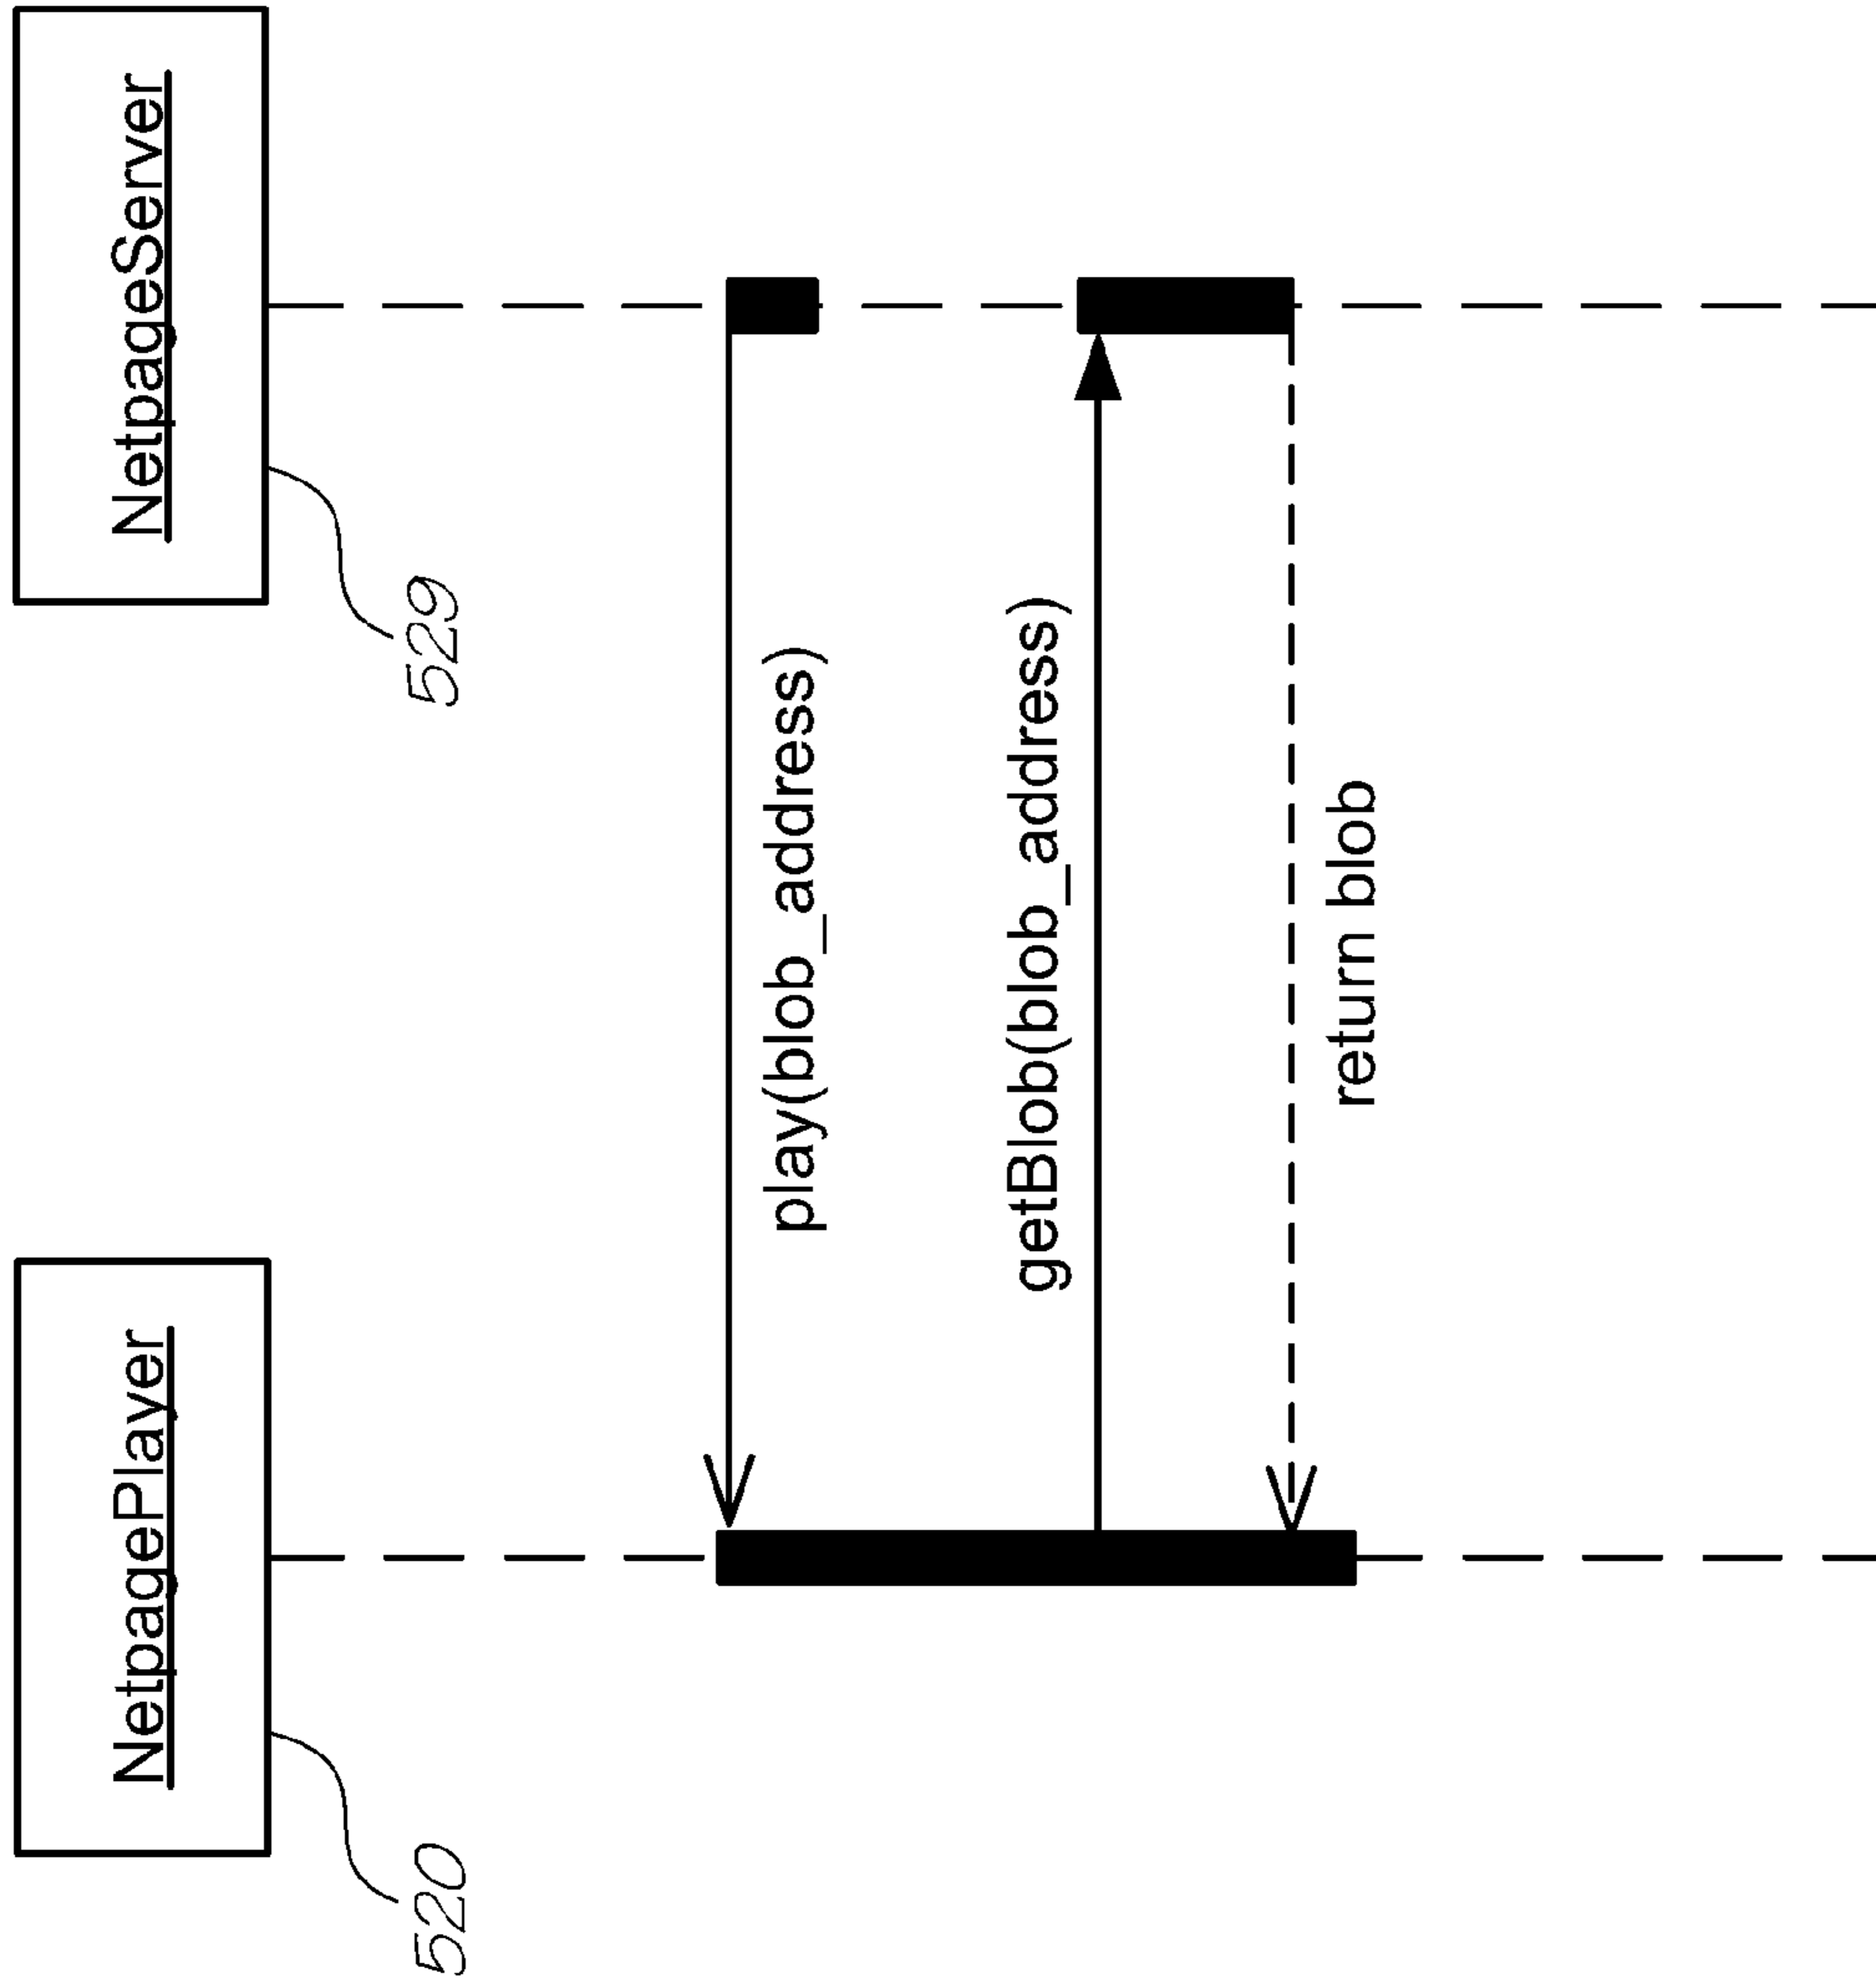 NetpagePlayer
NetpageServer
520
529
play(blob_address)
getBlob(blob_address)
return blob